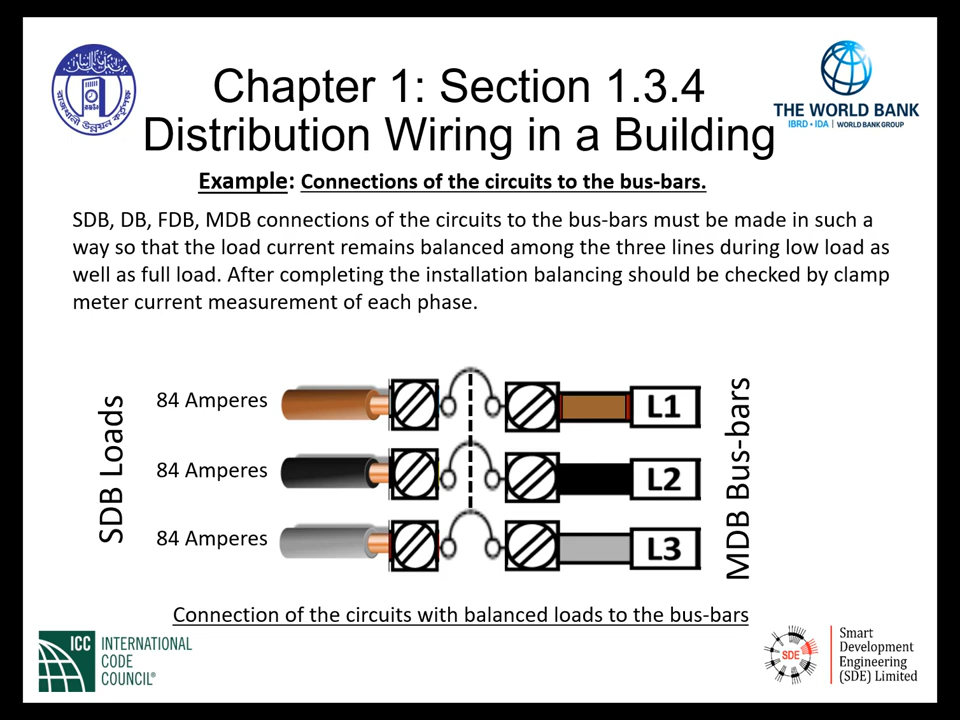 Chapter 1: Section 1.3.4
Distribution Wiring in a Building
THE WORLD BANK
IBRD • IDA | WORLD BANK GROUP
Example: Connections of the circuits to the bus-bars.
SDB, DB, FDB, MDB connections of the circuits to the bus-bars must be made in such a
way so that the load current remains balanced among the three lines during low load as
well as full load. After completing the installation balancing should be checked by clamp
meter current measurement of each phase.
SDB Loads
84 Amperes
L1
84 Amperes
L2
84 Amperes
L3
MDB Bus-bars
Connection of the circuits with balanced loads to the bus-bars
ICC
INTERNATIONAL
CODE
COUNCIL®
SDE
Smart
Development
Engineering
(SDE) Limited